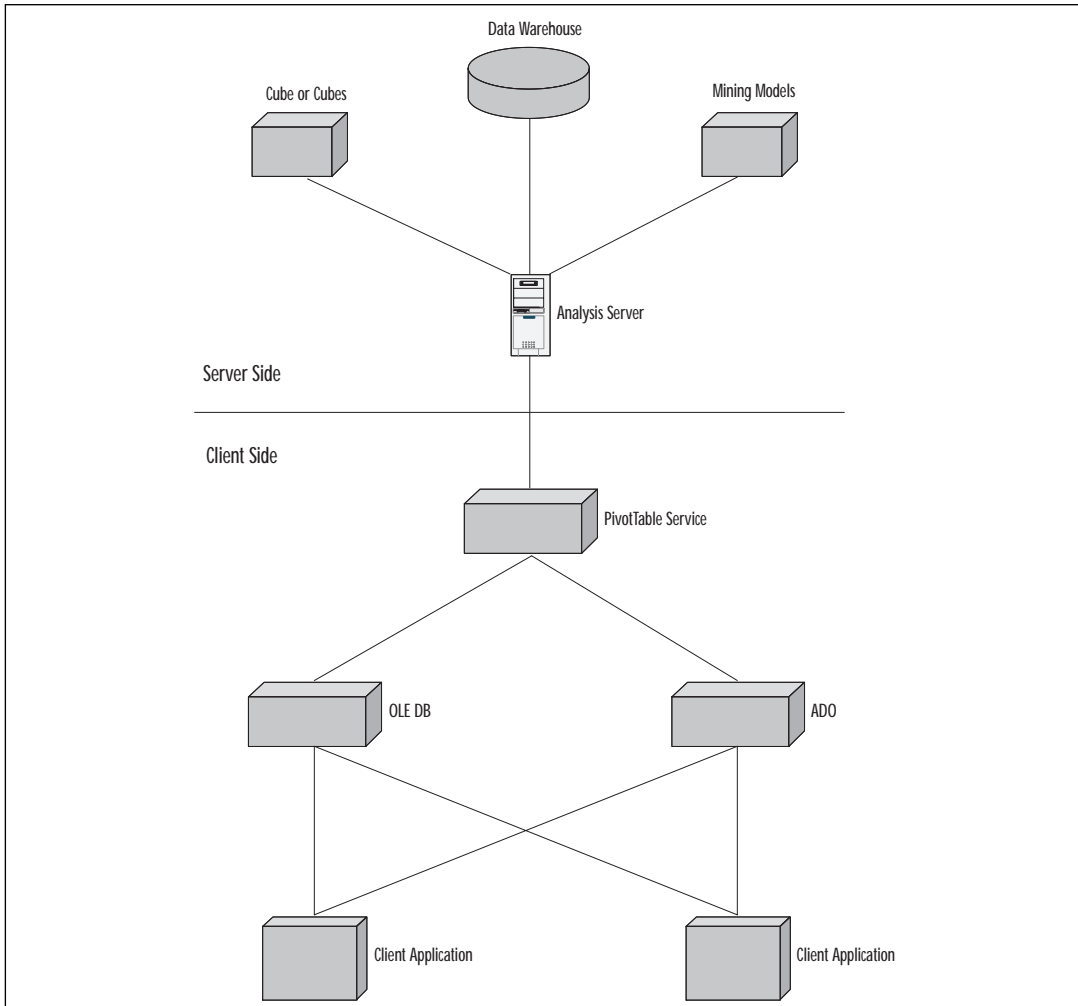 Data Warehouse
Cube or Cubes
Mining Models
Analysis Server
Server Side
Client Side
PivotTable Service
OLE DB
ADO
Client Application
Client Application